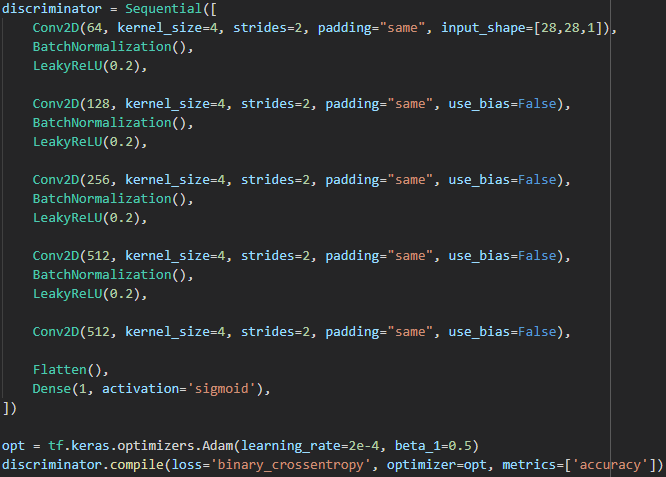 discriminator = Sequential([
    Conv2D(64, kernel_size=4, strides=2, padding="same", input_shape=[28,28,1]),
    BatchNormalization(),
    LeakyReLU(0.2),

    Conv2D(128, kernel_size=4, strides=2, padding="same", use_bias=False),
    BatchNormalization(),
    LeakyReLU(0.2),

    Conv2D(256, kernel_size=4, strides=2, padding="same", use_bias=False),
    BatchNormalization(),
    LeakyReLU(0.2),

    Conv2D(512, kernel_size=4, strides=2, padding="same", use_bias=False),
    BatchNormalization(),
    LeakyReLU(0.2),

    Conv2D(512, kernel_size=4, strides=2, padding="same", use_bias=False),

    Flatten(),
    Dense(1, activation='sigmoid'),
])

opt = tf.keras.optimizers.Adam(learning_rate=2e-4, beta_1=0.5)
discriminator.compile(loss='binary_crossentropy', optimizer=opt, metrics=['accuracy'])